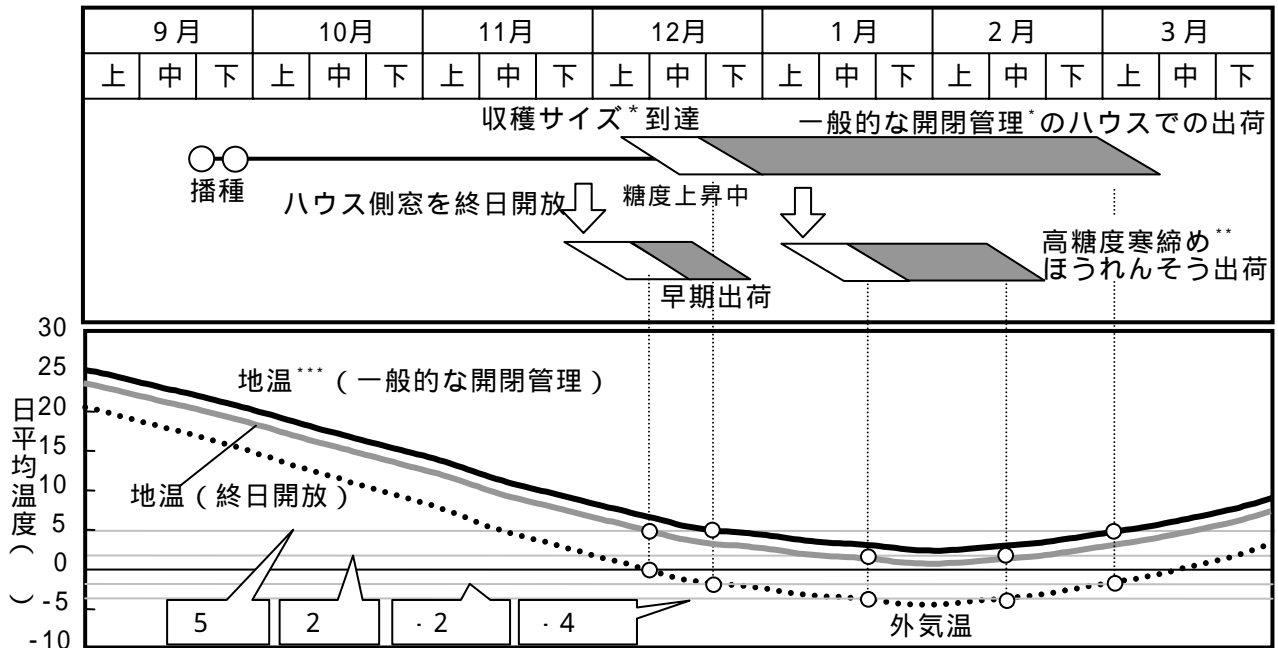 9月 10月 11月 12月 1月 2月 3月
上 中 下 上 中 下 上 中 下 上 中 下 上 中 下 上 中 下 上 中 下
収穫サイズ*到達
一般的な開閉管理*のハウスでの出荷
播種
ハウス側窓を終日開放
糖度上昇中
高糖度寒締め**
ほうれんそう出荷
早期出荷
30
25
20
15
10
5
0
-5
-10
日平均温度()
地温***(一般的な開閉管理)
地温(終日開放)
5
2
-2
-4
外気温